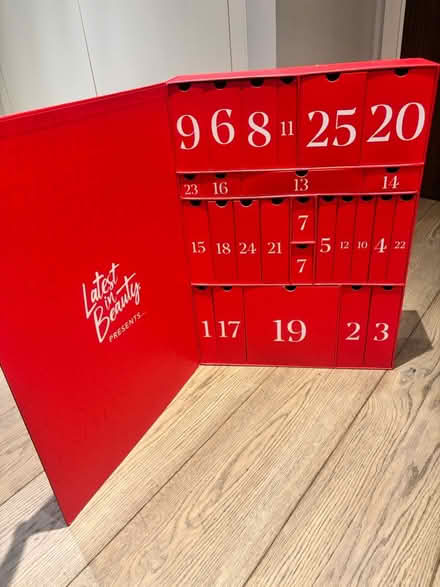 Latest
in
Beauty
PRESENTS...
9 6 8 11 25 20
23 16 13 14
15 18 24 21 7 5 12 10 4 22
7
1 17 19 2 3